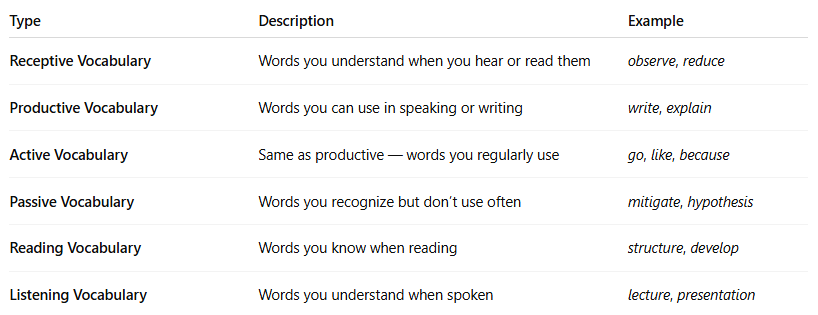 Type Description Example
Receptive Vocabulary Words you understand when you hear or read them observe, reduce
Productive Vocabulary Words you can use in speaking or writing write, explain
Active Vocabulary Same as productive — words you regularly use go, like, because
Passive Vocabulary Words you recognize but don’t use often mitigate, hypothesis
Reading Vocabulary Words you know when reading structure, develop
Listening Vocabulary Words you understand when spoken lecture, presentation